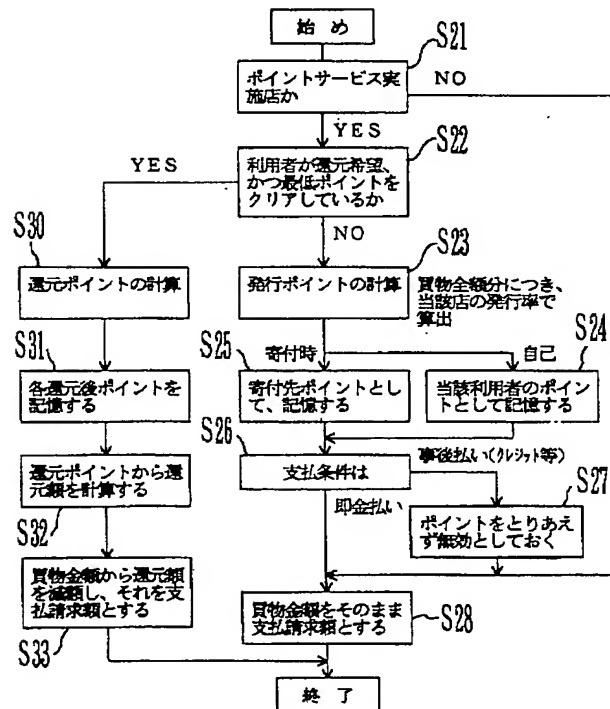 始め
S21
ポイントサービス実
施店か
NO
YES
S22
YES
利用者が還元希望、
かつ最低ポイントを
クリアしているか
S30
NO
S23
還元ポイントの計算
発行ポイントの計算
買物金額分につき、
当該店の発行率で
算出
S31
S25
寄付時
自己
S24
各還元後ポイントを
記憶する
寄付先ポイントとし
て、記憶する
当該利用者のポイン
トとして記憶する
S26
還元ポイントから還
元額を計算する
支払条件は
事後払い(クレジット等)
S27
S32
即金払い
ポイントをとりあえ
ず無効としておく
買物金額から還元額
を減額し、それを支
払請求額とする
買物金額をそのまま
支払請求額とする
S28
S33
終了